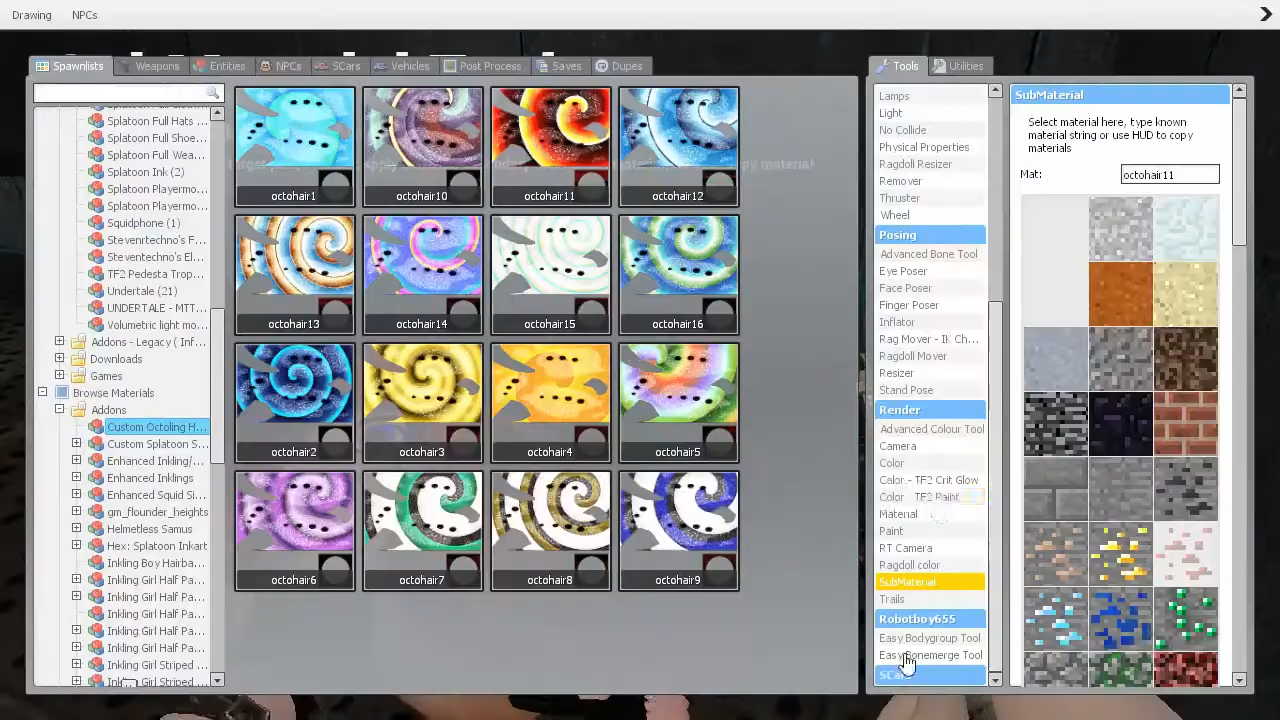 Drawing NPCs
Spawnlists Weapons Entities NPCs SCars Vehicles Post Process Saves Dupes
Splatoon Full Hats ...
Splatoon Full Shoe...
Splatoon Full Wea...
Splatoon Ink (2)
Splatoon Playermo...
Splatoon Playermo...
Squidphone (1)
Steventechno's F...
Steventechno's El...
TF2 Pedesta Trop...
Undertale (21)
UNDERTALE - MTT...
Volumetric light mo...
Addons - Legacy ( Inf...
Downloads
Games
Browse Materials
Addons
Custom Octoling H...
Custom Splatoon S...
Enhanced Inkling/...
Enhanced Inklings
Enhanced Squid Si...
gm_flounder_heights
Helmetless Samus
Hex: Splatoon Inkart
Inkling Boy Hairba...
Inkling Girl Half Pa...
Inkling Girl Half Pa...
Inkling Girl Half Pa...
Inkling Girl Half Pa...
Inkling Girl Half Pa...
Inkling Girl Striped ...
Inkling Girl Striped ...
octohair1 octohair10 octohair11 octohair12
octohair13 octohair14 octohair15 octohair16
octohair2 octohair3 octohair4 octohair5
octohair6 octohair7 octohair8 octohair9
Tools Utilities
Lamps
Light
No Collide
Physical Properties
Ragdoll Resizer
Remover
Thruster
Wheel
Posing
Advanced Bone Tool
Eye Poser
Face Poser
Finger Poser
Inflator
Rag Mover - IK Ch...
Ragdoll Mover
Resizer
Stand Pose
Render
Advanced Colour Tool
Camera
Color
Color - TF2 Crit Glow
Color TF2 Paint
Material
Paint
RT Camera
Ragdoll color
SubMaterial
Trails
Robotboy655
Easy Bodygroup Tool
Easy Bonemerge Tool
SubMaterial
Select material here, type known
material string or use HUD to copy
materials
Mat: octohair11